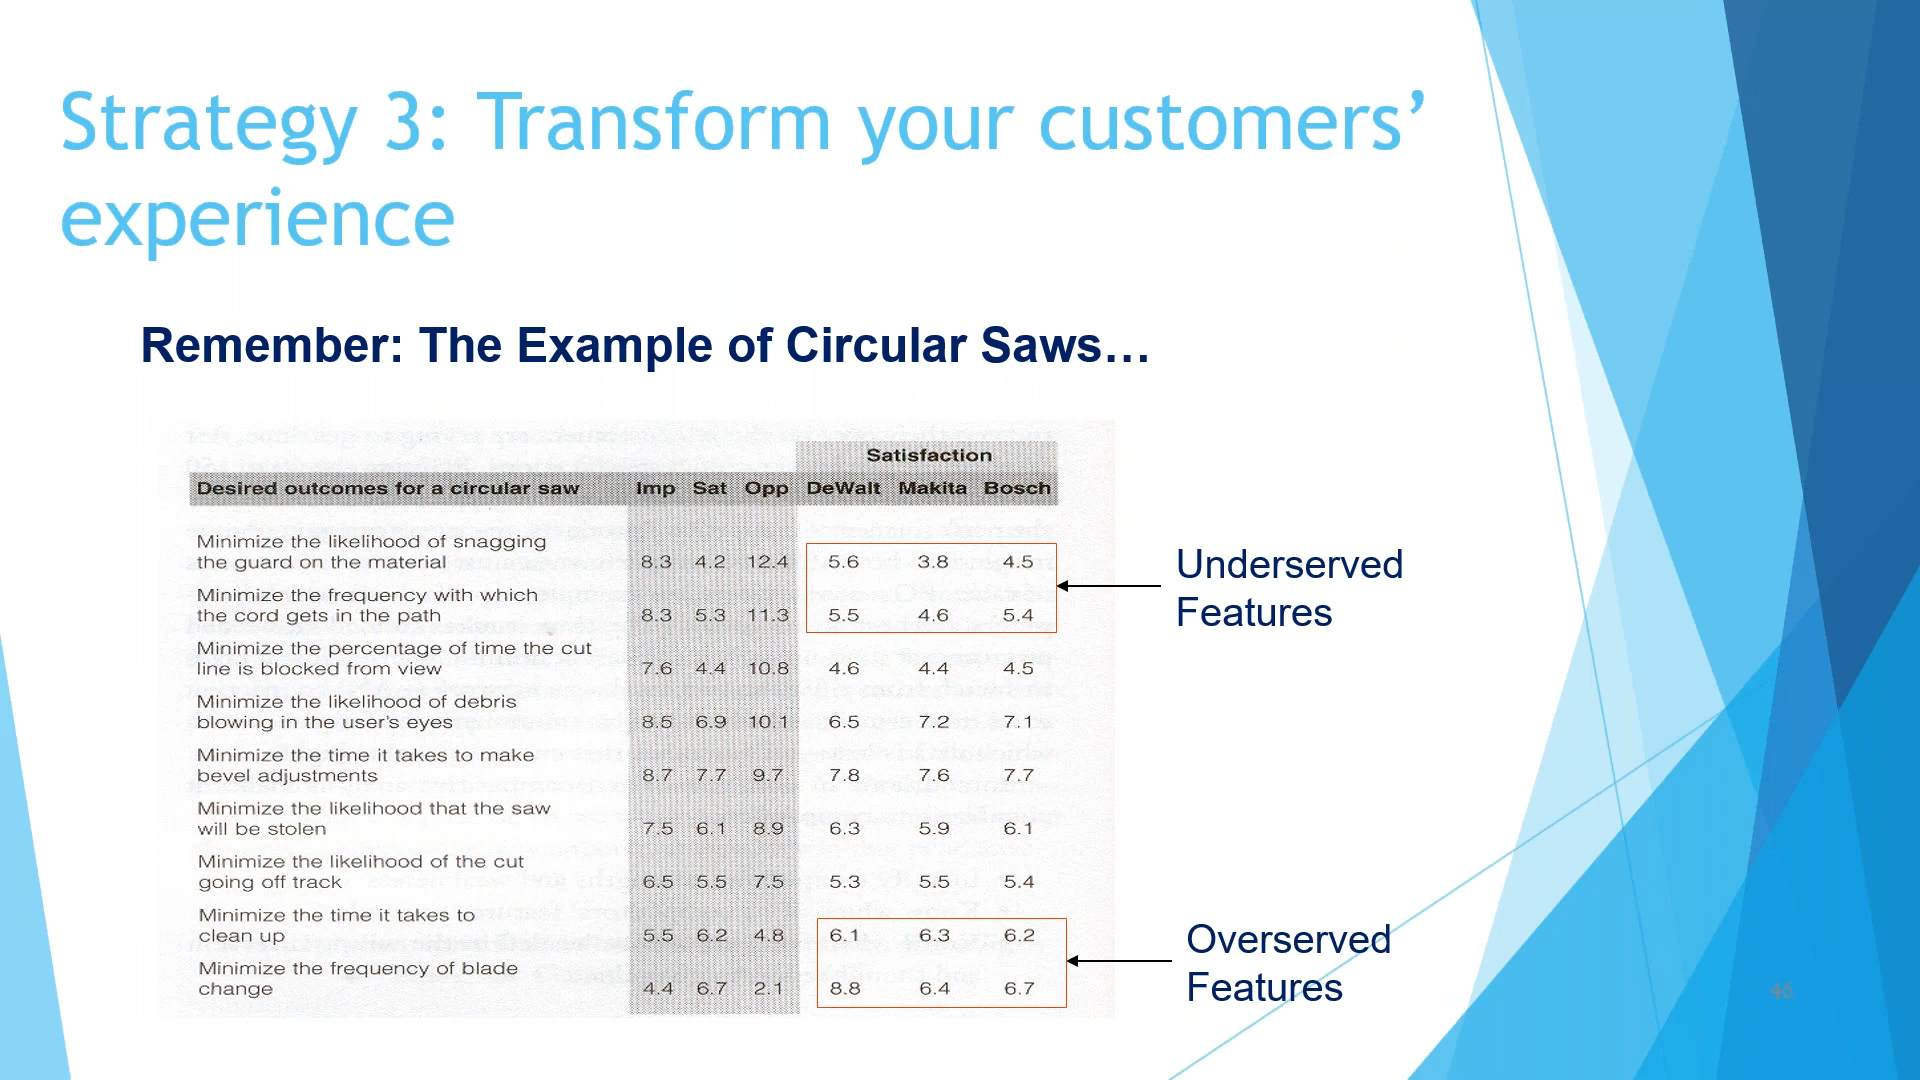 Strategy 3: Transform your customers’
experience
Remember: The Example of Circular Saws…
Satisfaction
Desired outcomes for a circular saw Imp Sat Opp DeWalt Makita Bosch
Minimize the likelihood of snagging
the guard on the material 8.3 4.2 12.4 5.6 3.8 4.5
Minimize the frequency with which
the cord gets in the path 8.3 5.3 11.3 5.5 4.6 5.4
Minimize the percentage of time the cut
line is blocked from view 7.6 4.4 10.8 4.6 4.4 4.5
Minimize the likelihood of debris
blowing in the user's eyes 8.5 6.9 10.1 6.5 7.2 7.1
Minimize the time it takes to make
bevel adjustments 8.7 7.7 9.7 7.8 7.6 7.7
Minimize the likelihood that the saw
will be stolen 7.5 6.1 8.9 6.3 5.9 6.1
Minimize the likelihood of the cut
going off track 6.5 5.5 7.5 5.3 5.5 5.4
Minimize the time it takes to
clean up 5.5 6.2 4.8 6.1 6.3 6.2
Minimize the frequency of blade
change 4.4 6.7 2.1 8.8 6.4 6.7
Underserved
Features
Overserved
Features
46